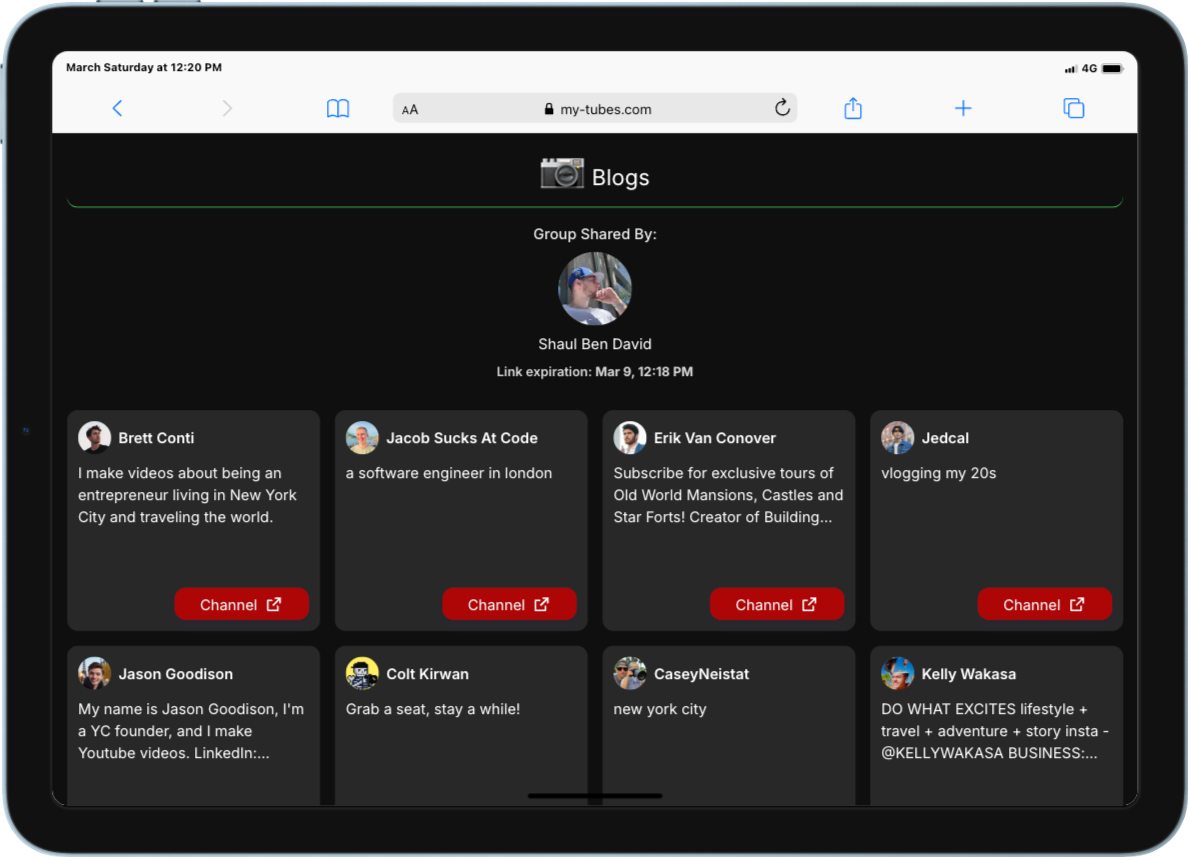 March Saturday at 12:20 PM
4G
AA
my-tubes.com
Blogs
Group Shared By:
Shaul Ben David
Link expiration: Mar 9, 12:18 PM
Brett Conti
I make videos about being an
entrepreneur living in New York
City and traveling the world.
Channel
Jacob Sucks At Code
a software engineer in london
Channel
Erik Van Conover
Subscribe for exclusive tours of
Old World Mansions, Castles and
Star Forts! Creator of Building...
Channel
Jedcal
vlogging my 20s
Channel
Jason Goodison
My name is Jason Goodison, I'm
a YC founder, and I make
Youtube videos. LinkedIn:...
Colt Kirwan
Grab a seat, stay a while!
CaseyNeistat
new york city
Kelly Wakasa
DO WHAT EXCITES lifestyle +
travel + adventure + story insta -
@KELLYWAKASA BUSINESS:...